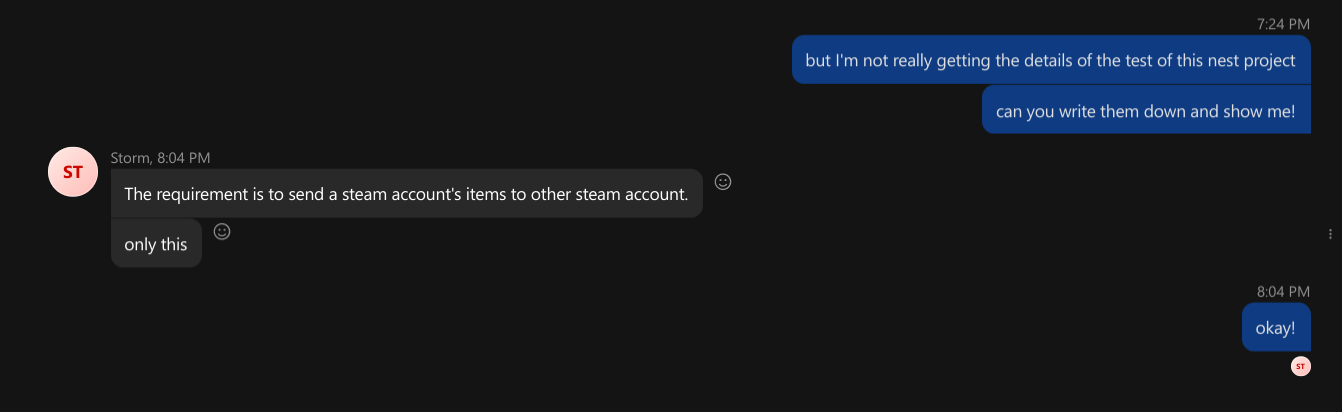 7:24 PM
but I'm not really getting the details of the test of this nest project
can you write them down and show me!
ST
Storm, 8:04 PM
The requirement is to send a steam account's items to other steam account.
only this
8:04 PM
okay!
ST